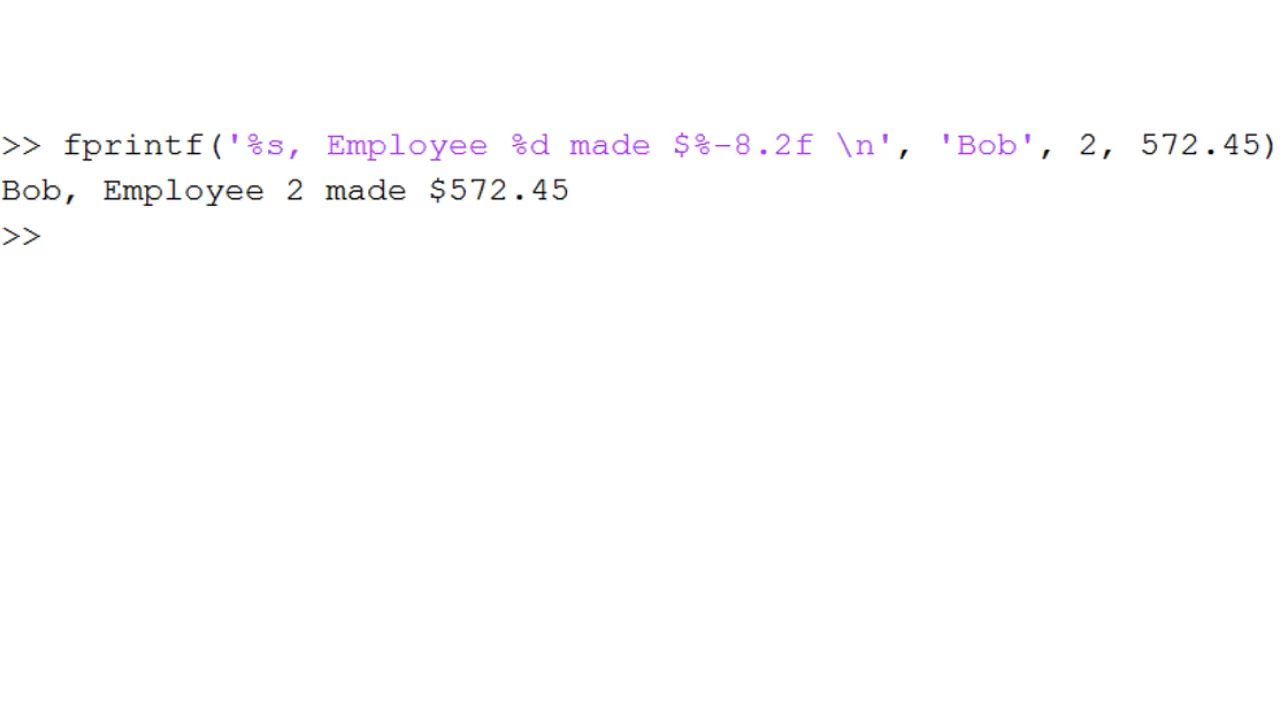 >> fprintf('%s, Employee %d made $%-8.2f \n', 'Bob', 2, 572.45)
Bob, Employee 2 made $572.45
>>